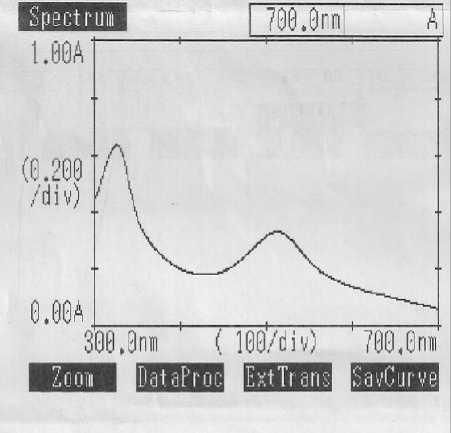 Spectrum 700.0nm A
1.00A
(0.200
/div)
0.00A
300.0nm ( 100/div) 700.0nm
Zoom DataProc ExtTrans SavCurve